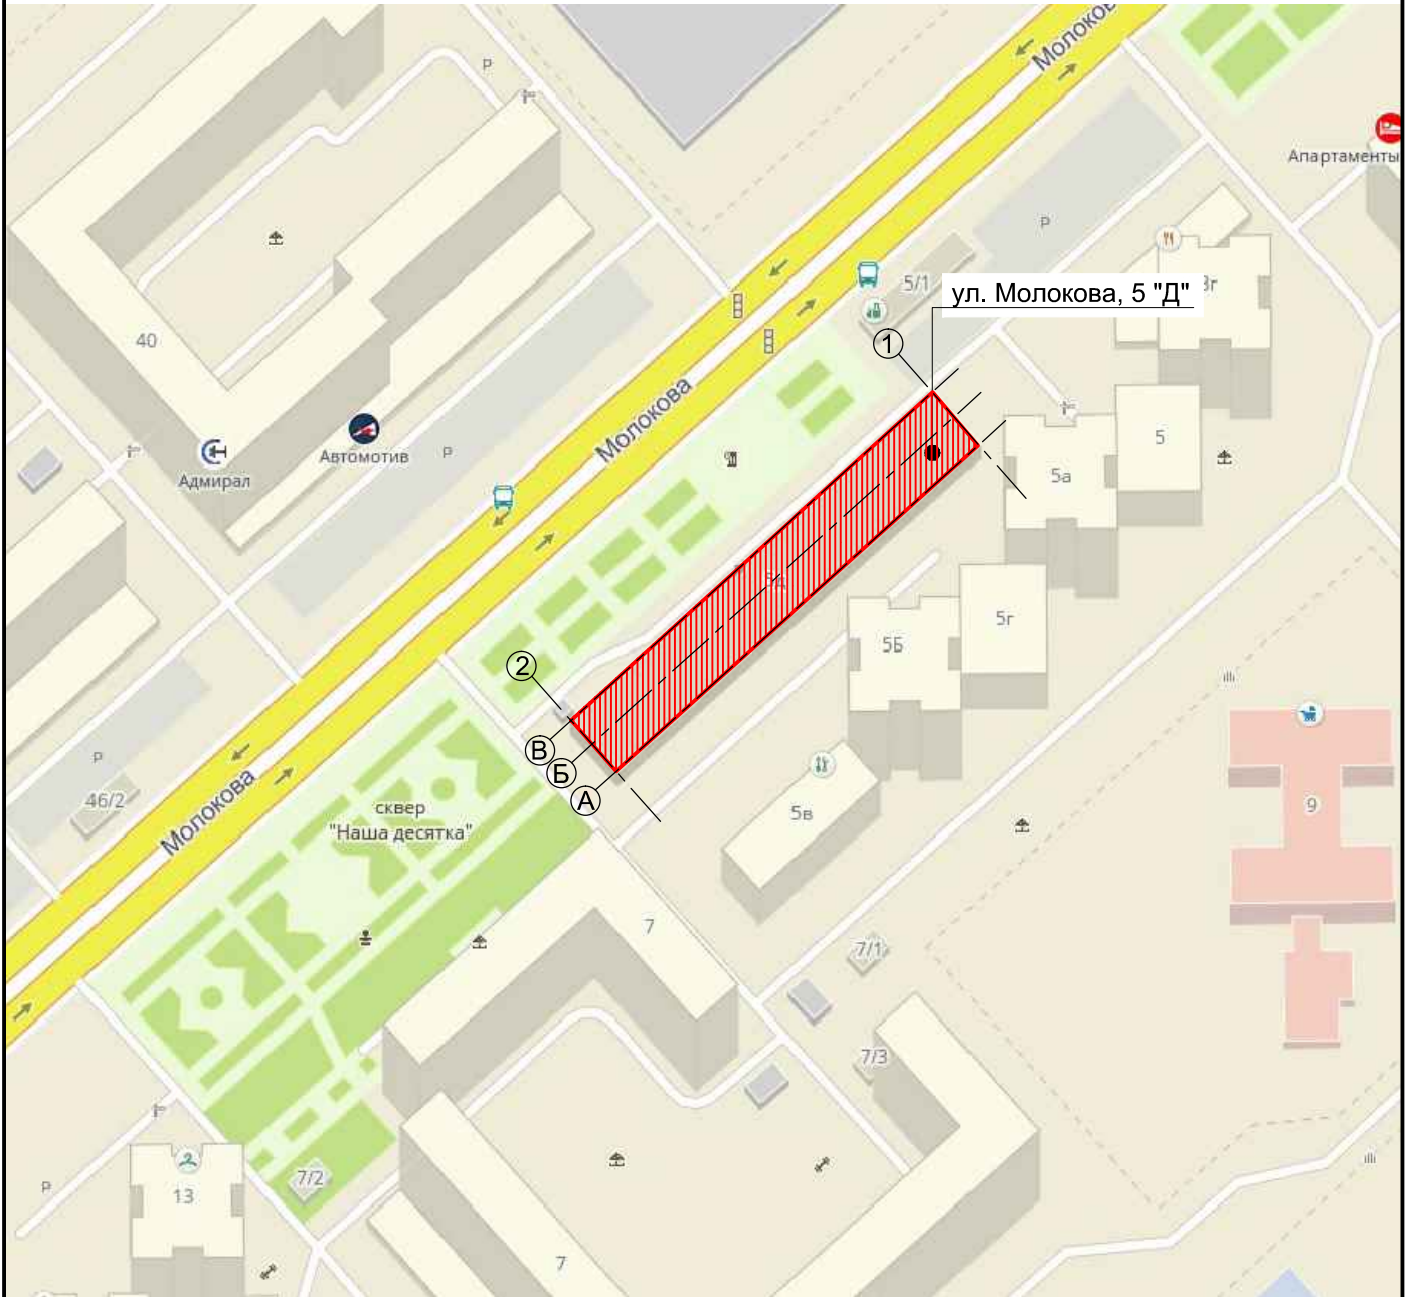 Молокова
P
Апартаменты
P
5/1
ул. Молокова, 5 "Д"
3г
1
40
Молокова
Автомотив
P
Адмирал
5
5а
5г
5Б
2
В
Б
А
P
46/2
Молокова
сквер
"Наша десятка"
5в
9
7
7/1
7/3
7/2
P
13
7